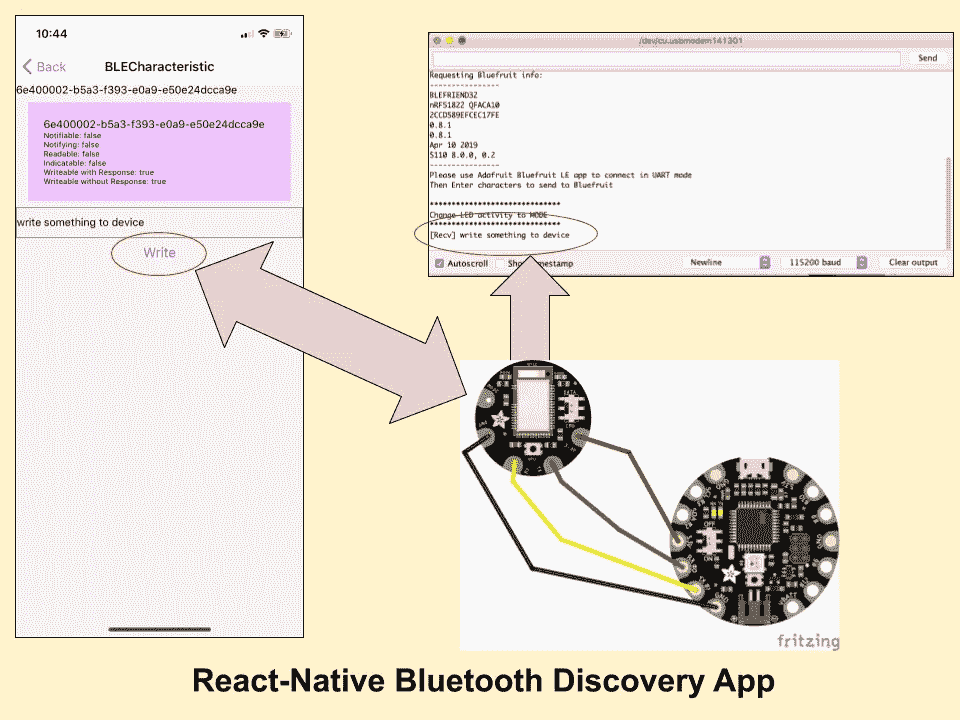 10:44
Back
BLECharacteristic
6e400002-b5a3-f393-e0a9-e50e24dcca9e
6e400002-b5a3-f393-e0a9-e50e24dcca9e
Notifiable: false
Notifying: false
Readable: false
Indicatable: false
Writeable with Response: true
Writeable without Response: true
write something to device
Write
/dev/cu.usbmodem141301
Send
Requesting Bluefruit info:
----------------
BLEFRIEND32
nRF51822 QFACA10
2CCD589EFCEC17FE
0.8.1
0.8.1
Apr 10 2019
S110 8.0.0, 0.2
----------------
Please use Adafruit Bluefruit LE app to connect in UART mode
Then Enter characters to send to Bluefruit
******************************
Change LED activity to MODE
******************************
[Recv] write something to device
Autoscroll
Newline
115200 baud
Clear output
OFF
ON
fritzing
React-Native Bluetooth Discovery App